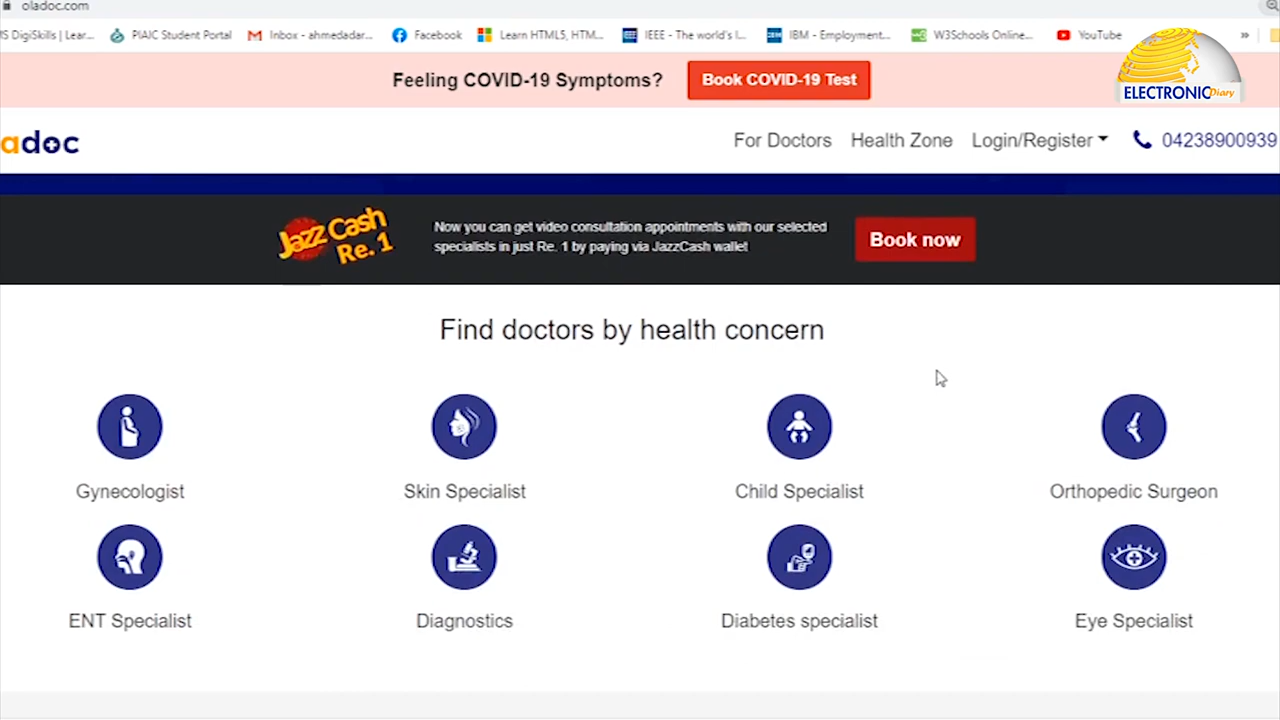 oladoc.com
MS DigiSkills | Lear... PIAIC Student Portal Inbox - ahmedadar... Facebook Learn HTML5, HTM... IEEE - The world's l... IBM - Employment... W3Schools Online... YouTube »
Feeling COVID-19 Symptoms? Book COVID-19 Test
ELECTRONIC Diary
adoc For Doctors Health Zone Login/Register 04238900939
Jazz Cash
Re. 1
Now you can get video consultation appointments with our selected
specialists in just Re. 1 by paying via JazzCash wallet
Book now
Find doctors by health concern
Gynecologist Skin Specialist Child Specialist Orthopedic Surgeon
ENT Specialist Diagnostics Diabetes specialist Eye Specialist